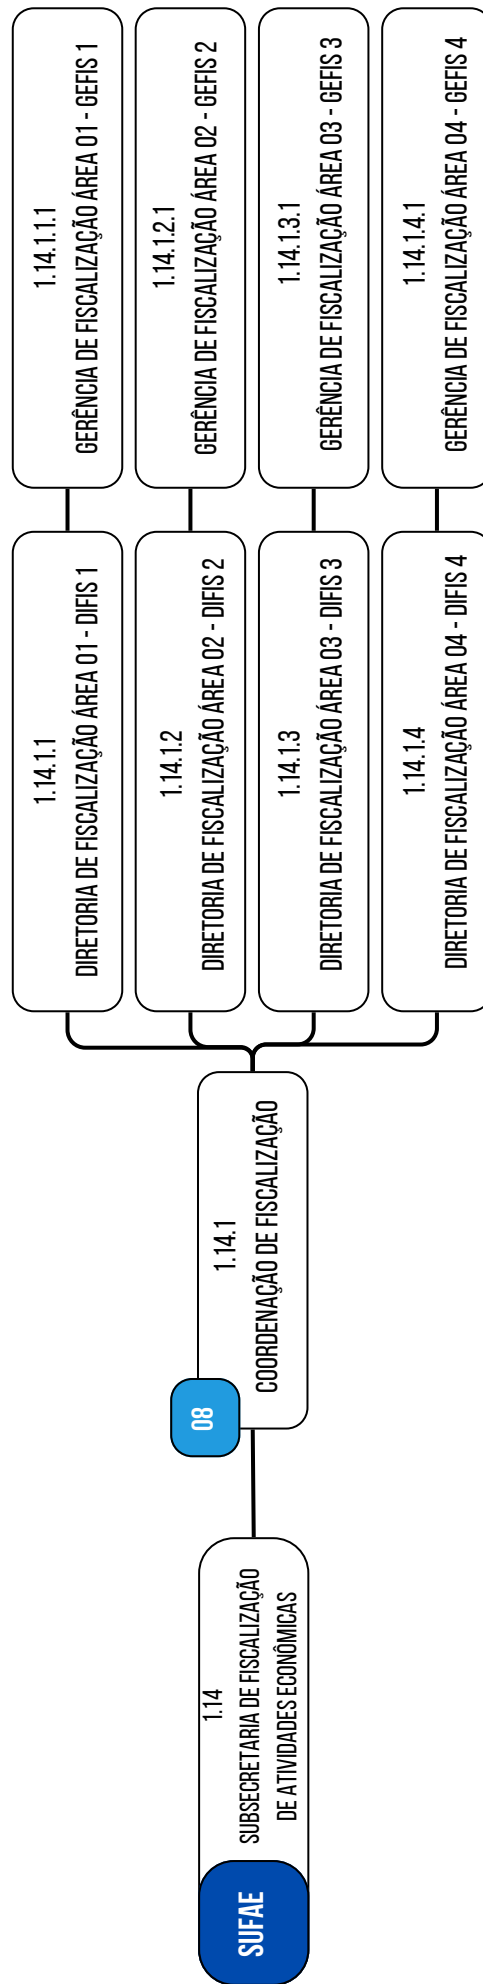 SUFAE
1.14
SUBSECRETARIA DE FISCALIZAÇÃO
DE ATIVIDADES ECONÔMICAS
08
1.14.1
COORDENAÇÃO DE FISCALIZAÇÃO
1.14.1.1
DIRETORIA DE FISCALIZAÇÃO ÁREA 01 - DIFIS 1
1.14.1.1.1
GERÊNCIA DE FISCALIZAÇÃO ÁREA 01 - GEFIS 1
1.14.1.2
DIRETORIA DE FISCALIZAÇÃO ÁREA 02 - DIFIS 2
1.14.1.2.1
GERÊNCIA DE FISCALIZAÇÃO ÁREA 02 - GEFIS 2
1.14.1.3
DIRETORIA DE FISCALIZAÇÃO ÁREA 03 - DIFIS 3
1.14.1.3.1
GERÊNCIA DE FISCALIZAÇÃO ÁREA 03 - GEFIS 3
1.14.1.4
DIRETORIA DE FISCALIZAÇÃO ÁREA 04 - DIFIS 4
1.14.1.4.1
GERÊNCIA DE FISCALIZAÇÃO ÁREA 04 - GEFIS 4